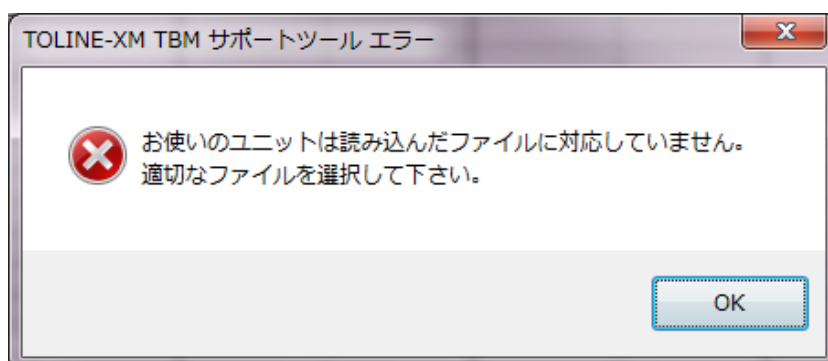 TOLINE-XM TBM サポートツール エラー
お使いのユニットは読み込んだファイルに対応していません。
適切なファイルを選択して下さい。
OK